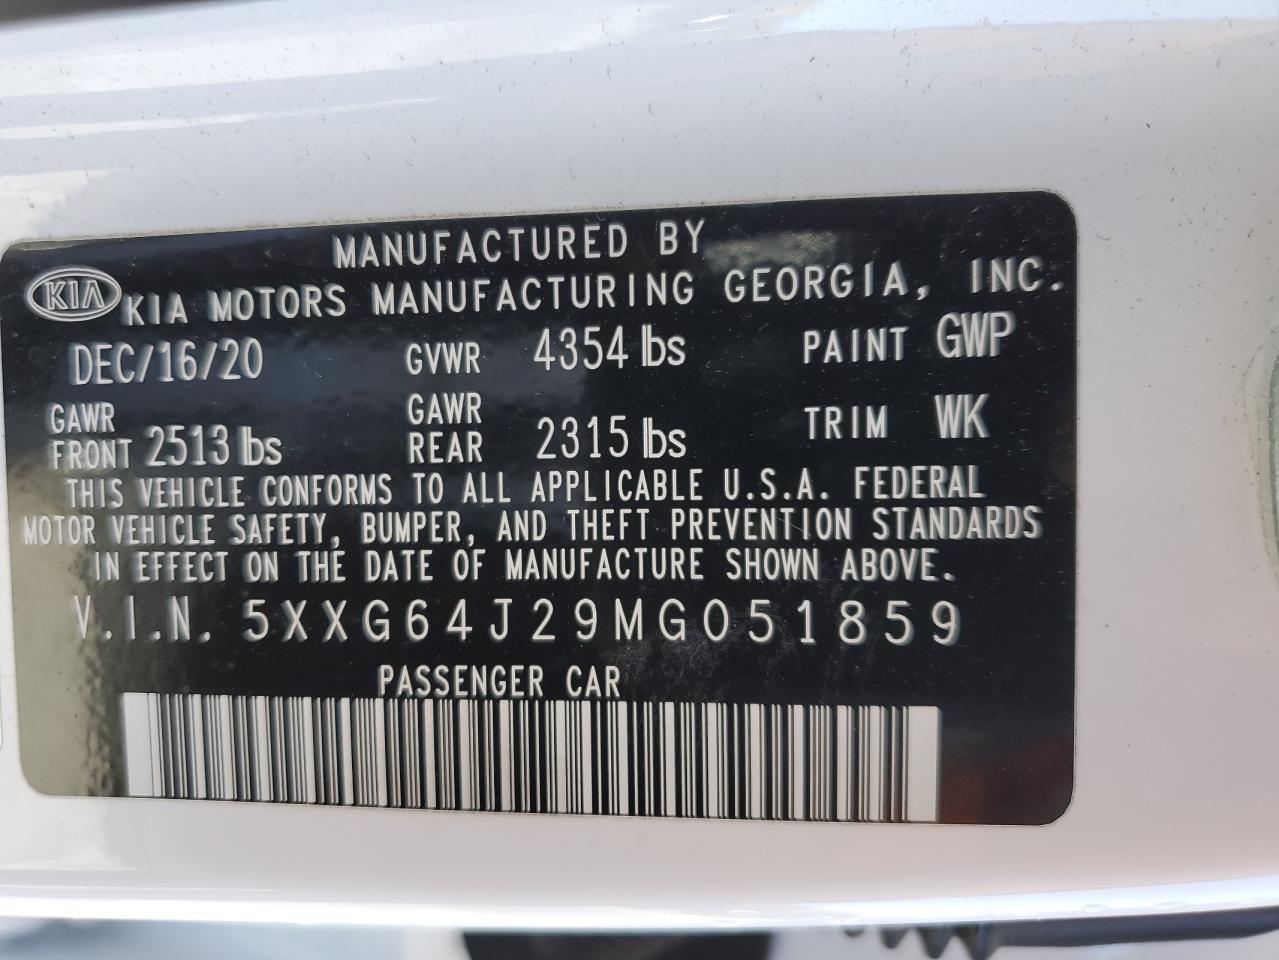 MANUFACTURED BY
KIA KIA MOTORS MANUFACTURING GEORGIA, INC.
DEC/16/20 GVWR 4354 lbs PAINT GWP
GAWR FRONT 2513 lbs GAWR REAR 2315 lbs TRIM WK
THIS VEHICLE CONFORMS TO ALL APPLICABLE U.S.A. FEDERAL
MOTOR VEHICLE SAFETY, BUMPER, AND THEFT PREVENTION STANDARDS
IN EFFECT ON THE DATE OF MANUFACTURE SHOWN ABOVE.
V.I.N. 5XXG64J29MG051859
PASSENGER CAR